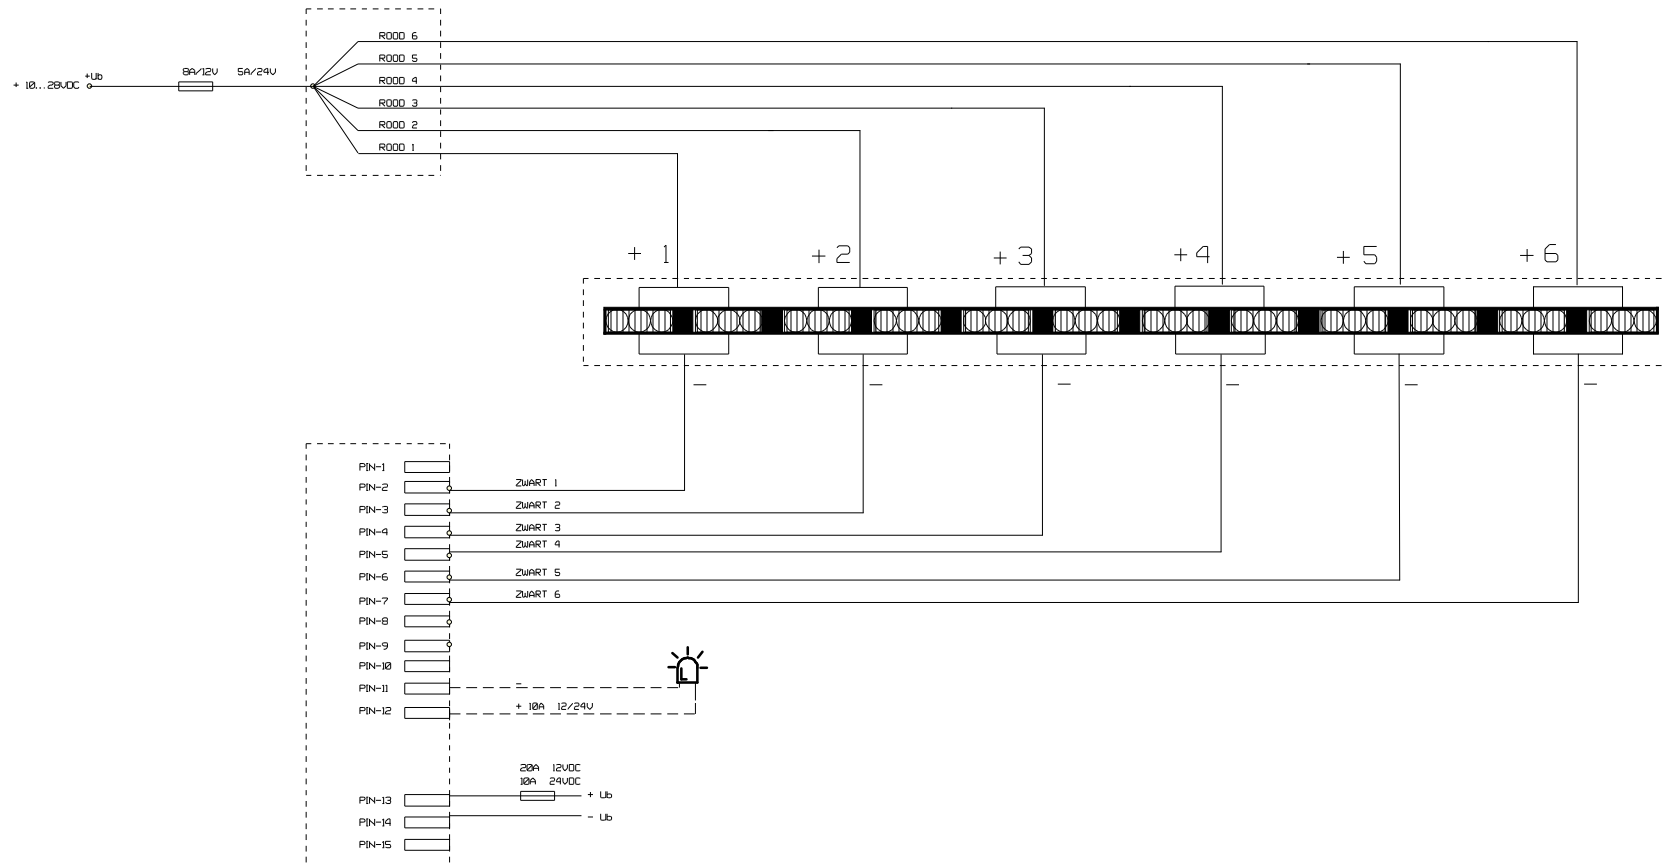 ROOD 6
ROOD 5
8A/12V 5A/24V
+Ub
+ 10...28VDC
ROOD 4
ROOD 3
ROOD 2
ROOD 1
+ 1 + 2 + 3 + 4 + 5 + 6
- - - - - -
PIN-1
PIN-2 ZWART 1
PIN-3 ZWART 2
PIN-4 ZWART 3
PIN-5 ZWART 4
PIN-6 ZWART 5
PIN-7 ZWART 6
PIN-8
PIN-9
PIN-10
PIN-11 -
PIN-12 + 10A 12/24V
20A 12VDC
10A 24VDC
PIN-13 + Ub
PIN-14 - Ub
PIN-15